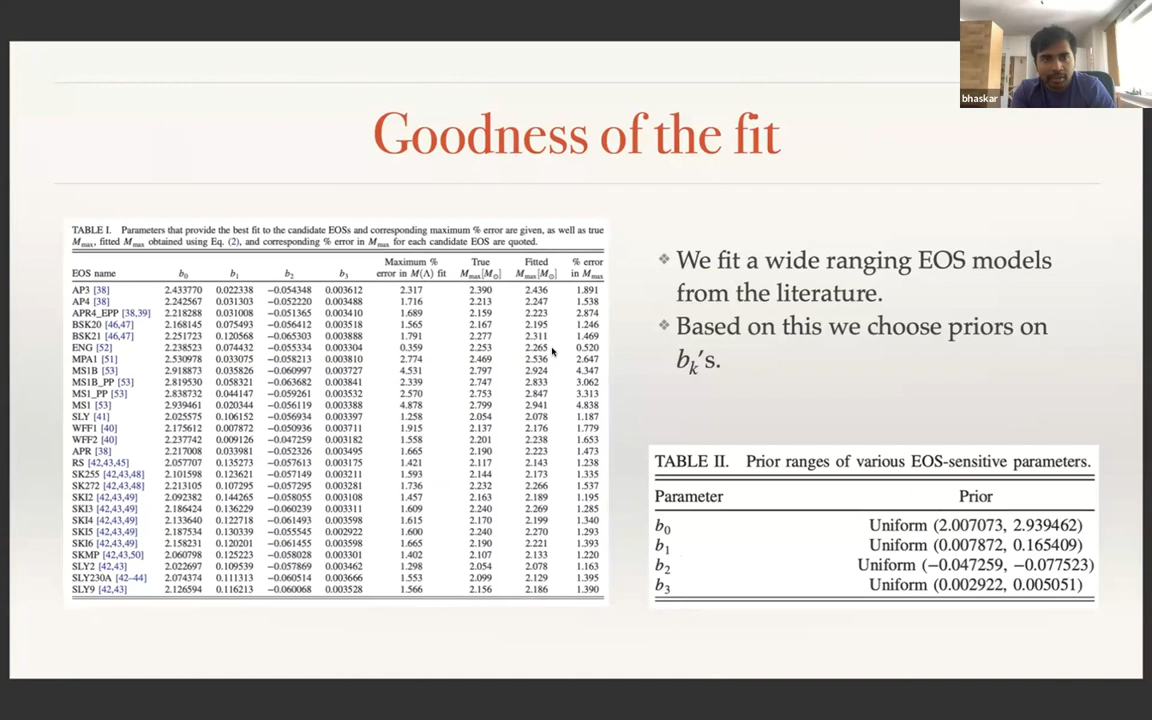 bhaskar
Goodness of the fit
TABLE I. Parameters that provide the best fit to the candidate EOSs and corresponding maximum % error are given, as well as true
M_max, fitted M_max obtained using Eq. (2), and corresponding % error in M_max for each candidate EOS are quoted.
Maximum % True Fitted % error
EOS name b_0 b_1 b_2 b_3 error in M(Λ) fit M_max[M_⊙] M_max[M_⊙] in M_max
AP3 [38] 2.433770 0.022338 −0.054348 0.003612 2.317 2.390 2.436 1.891
AP4 [38] 2.242567 0.031303 −0.052220 0.003488 1.716 2.213 2.247 1.538
APR4_EPP [38,39] 2.218288 0.031008 −0.051365 0.003410 1.689 2.159 2.223 2.874
BSK20 [46,47] 2.168145 0.075493 −0.056412 0.003518 1.565 2.167 2.195 1.246
BSK21 [46,47] 2.251723 0.120568 −0.065303 0.003888 1.791 2.277 2.311 1.469
ENG [52] 2.238523 0.074432 −0.055334 0.003304 0.359 2.253 2.265 0.520
MPA1 [51] 2.530978 0.033075 −0.058213 0.003810 2.774 2.469 2.536 2.647
MS1B [53] 2.918873 0.035826 −0.060997 0.003727 4.531 2.797 2.924 4.347
MS1B_PP [53] 2.819530 0.058321 −0.063682 0.003841 2.339 2.747 2.833 3.062
MS1_PP [53] 2.838732 0.044147 −0.059261 0.003532 2.570 2.753 2.847 3.313
MS1 [53] 2.939461 0.020344 −0.056119 0.003388 4.878 2.799 2.941 4.838
SLY [41] 2.025575 0.106152 −0.056934 0.003397 1.258 2.054 2.078 1.187
WFF1 [40] 2.175612 0.007872 −0.050936 0.003711 1.915 2.137 2.176 1.779
WFF2 [40] 2.237742 0.009126 −0.047259 0.003182 1.558 2.201 2.238 1.653
APR [38] 2.217008 0.033981 −0.052326 0.003495 1.665 2.190 2.223 1.473
RS [42,43,45] 2.057707 0.135273 −0.057613 0.003175 1.421 2.117 2.143 1.238
SK255 [42,43,48] 2.101598 0.123621 −0.057149 0.003211 1.593 2.144 2.173 1.335
SK272 [42,43,48] 2.213105 0.107295 −0.057295 0.003281 1.736 2.232 2.266 1.537
SKI2 [42,43,49] 2.092382 0.144265 −0.058055 0.003108 1.457 2.163 2.189 1.195
SKI3 [42,43,49] 2.186424 0.136229 −0.060239 0.003311 1.609 2.240 2.269 1.285
SKI4 [42,43,49] 2.133640 0.122718 −0.061493 0.003598 1.615 2.170 2.199 1.340
SKI5 [42,43,49] 2.187534 0.130339 −0.055545 0.002922 1.600 2.240 2.270 1.293
SKI6 [42,43,49] 2.158231 0.120201 −0.061455 0.003598 1.665 2.190 2.221 1.393
SKMP [42,43,50] 2.060798 0.125223 −0.058028 0.003301 1.402 2.107 2.133 1.220
SLY2 [42,43] 2.022697 0.109539 −0.057869 0.003462 1.298 2.054 2.078 1.163
SLY230A [42–44] 2.074374 0.111313 −0.060514 0.003666 1.553 2.099 2.129 1.395
SLY9 [42,43] 2.126594 0.116213 −0.060068 0.003528 1.566 2.156 2.186 1.390
❖ We fit a wide ranging EOS models
from the literature.
❖ Based on this we choose priors on
b_k's.
TABLE II. Prior ranges of various EOS-sensitive parameters.
Parameter Prior
b_0 Uniform (2.007073, 2.939462)
b_1 Uniform (0.007872, 0.165409)
b_2 Uniform (−0.047259, −0.077523)
b_3 Uniform (0.002922, 0.005051)